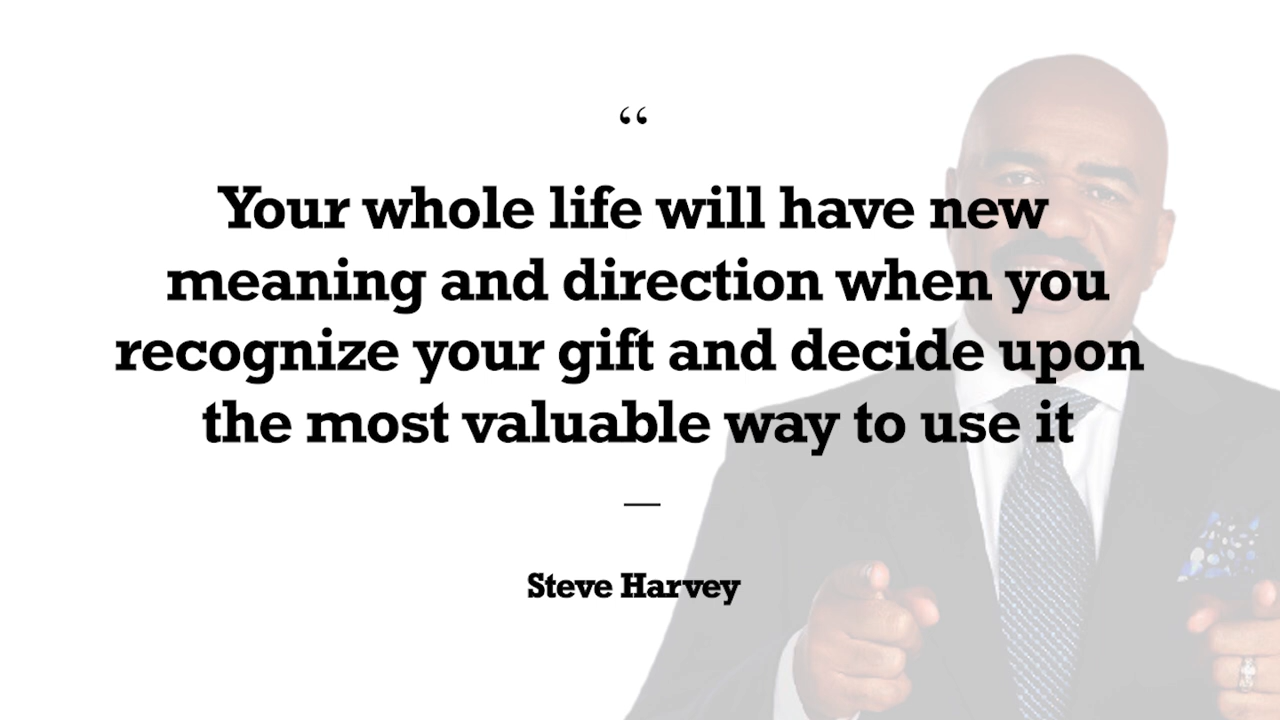 “
Your whole life will have new
meaning and direction when you
recognize your gift and decide upon
the most valuable way to use it
—
Steve Harvey